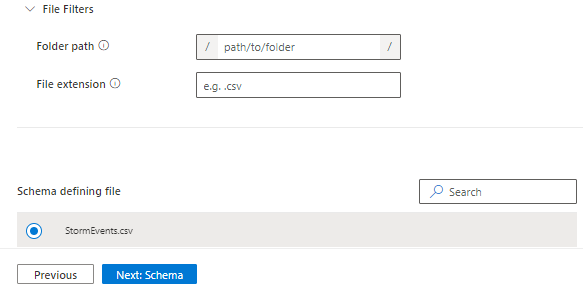 File Filters
Folder path
/ path/to/folder /
File extension
e.g. .csv
Schema defining file
Search
StormEvents.csv
Previous
Next: Schema